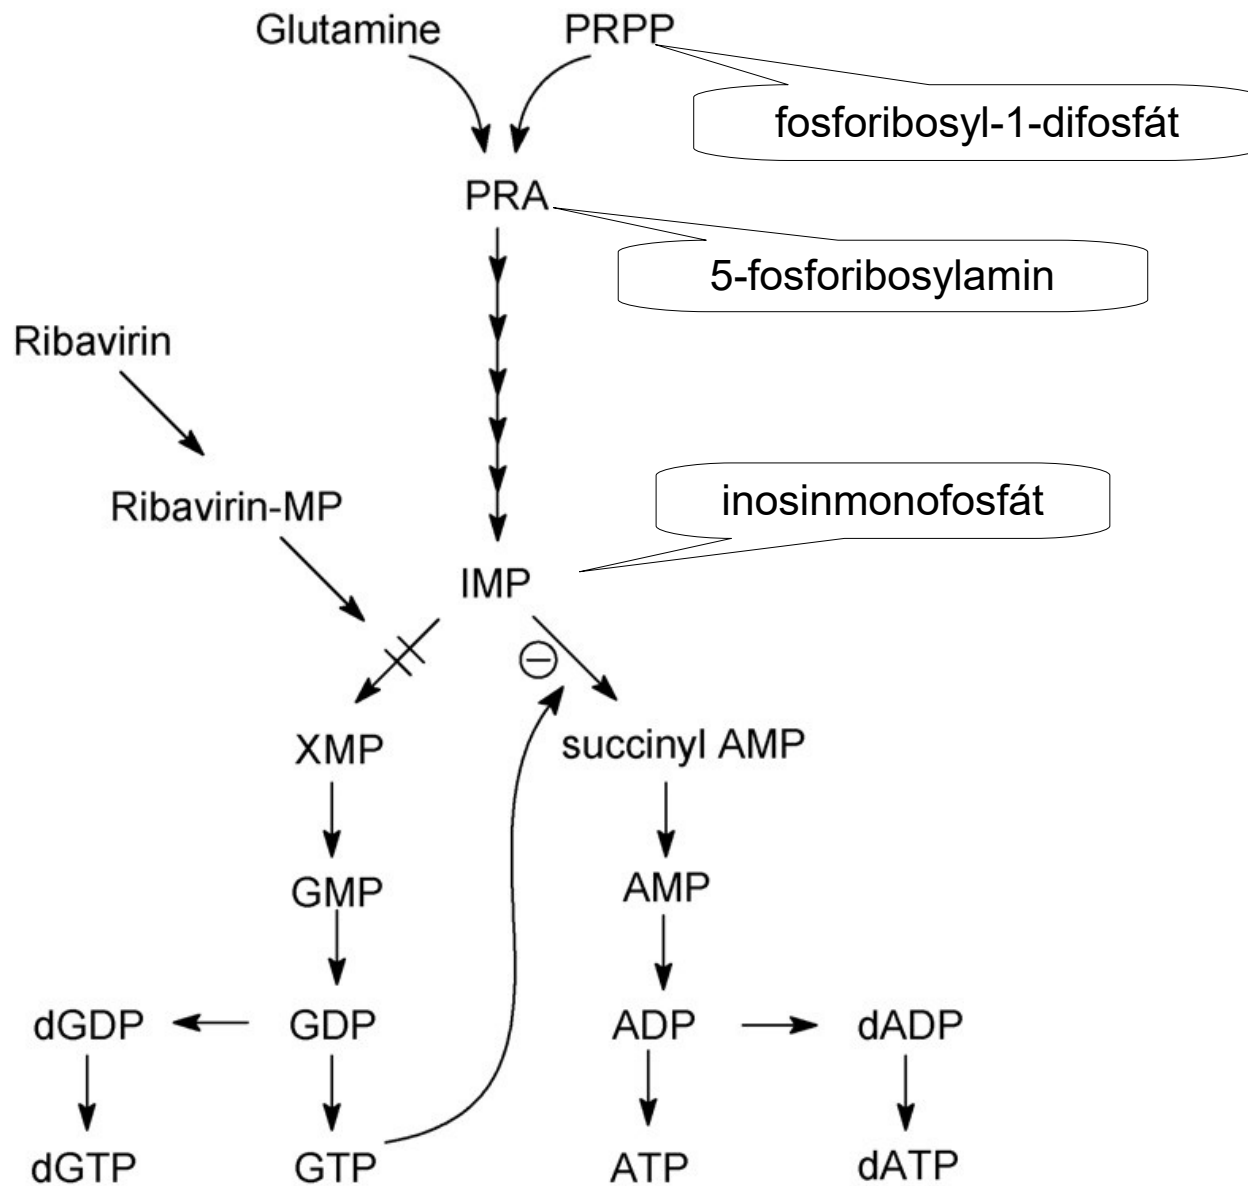 Glutamine
PRPP
fosforibosyl-1-difosfát
PRA
5-fosforibosylamin
Ribavirin
Ribavirin-MP
inosinmonofosfát
IMP
XMP
succinyl AMP
GMP
AMP
dGDP
GDP
ADP
dADP
dGTP
GTP
ATP
dATP